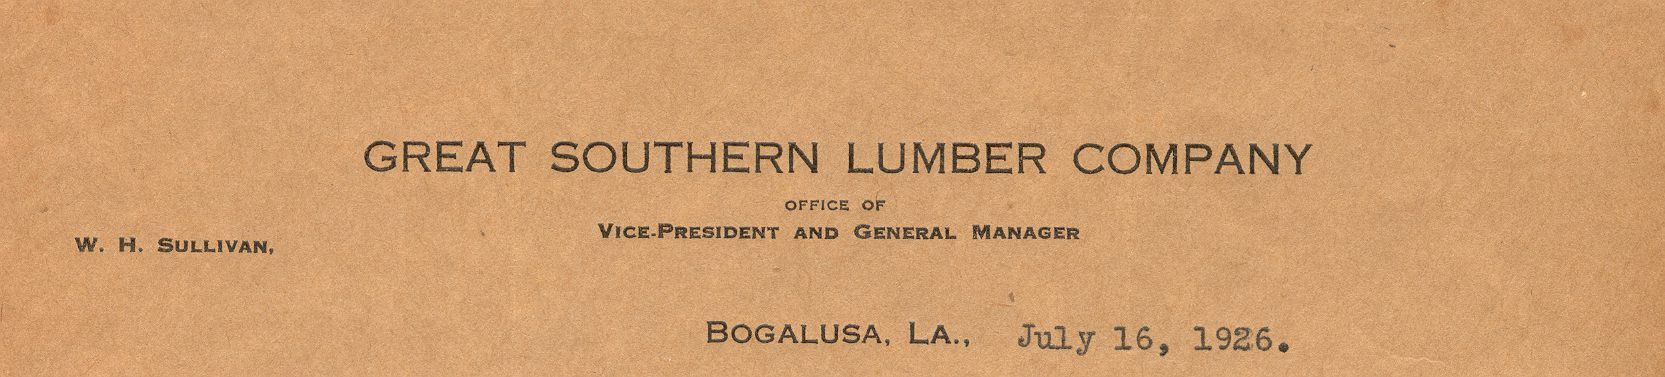 GREAT SOUTHERN LUMBER COMPANY
OFFICE OF
VICE-PRESIDENT AND GENERAL MANAGER
W. H. SULLIVAN,
BOGALUSA, LA., July 16, 1926.